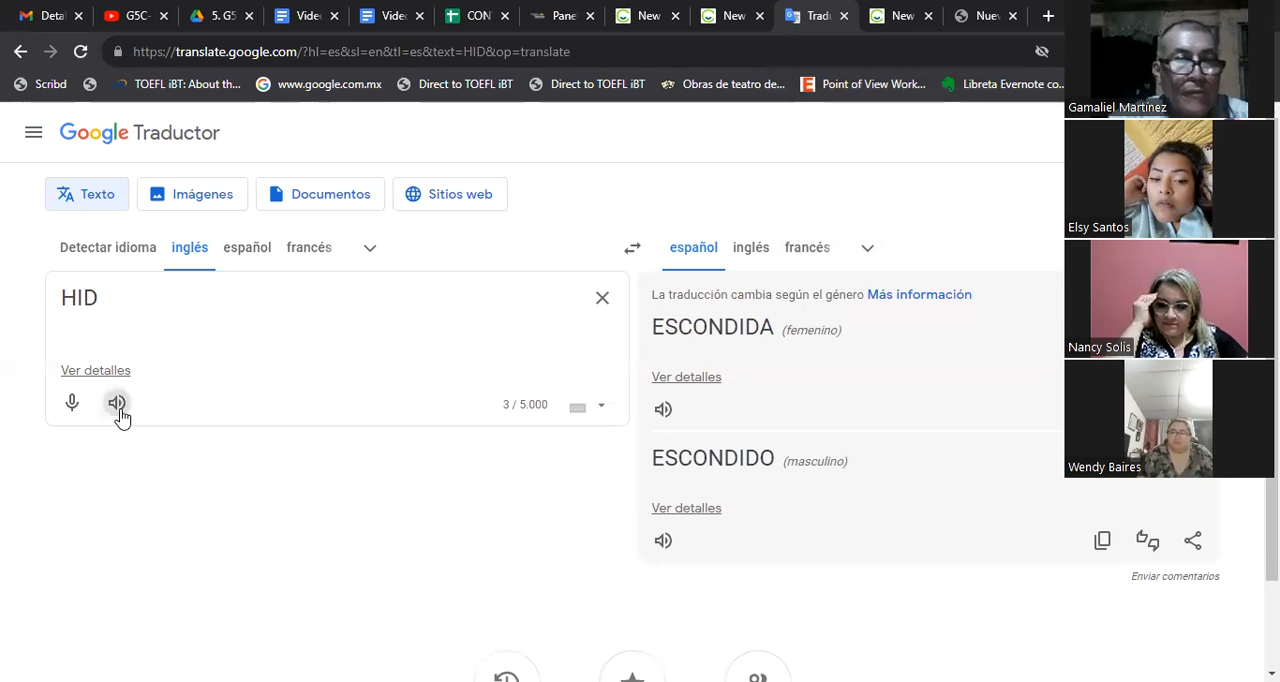 Detal
G5C-
5. G5
Video
Video
CON
Pane
New
New
Tradu
New
Nuev
https://translate.google.com/?hl=es&sl=en&tl=es&text=HID&op=translate
Scribd
TOEFL iBT: About th...
www.google.com.mx
Direct to TOEFL iBT
Direct to TOEFL iBT
Obras de teatro de...
Point of View Work...
Libreta Evernote co...
Google Traductor
Texto
Imágenes
Documentos
Sitios web
Detectar idioma
inglés
español
francés
español
inglés
francés
HID
Ver detalles
3 / 5.000
La traducción cambia según el género Más información
ESCONDIDA (femenino)
Ver detalles
ESCONDIDO (masculino)
Ver detalles
Enviar comentarios
Gamaliel Martínez
Elsy Santos
Nancy Solis
Wendy Baires